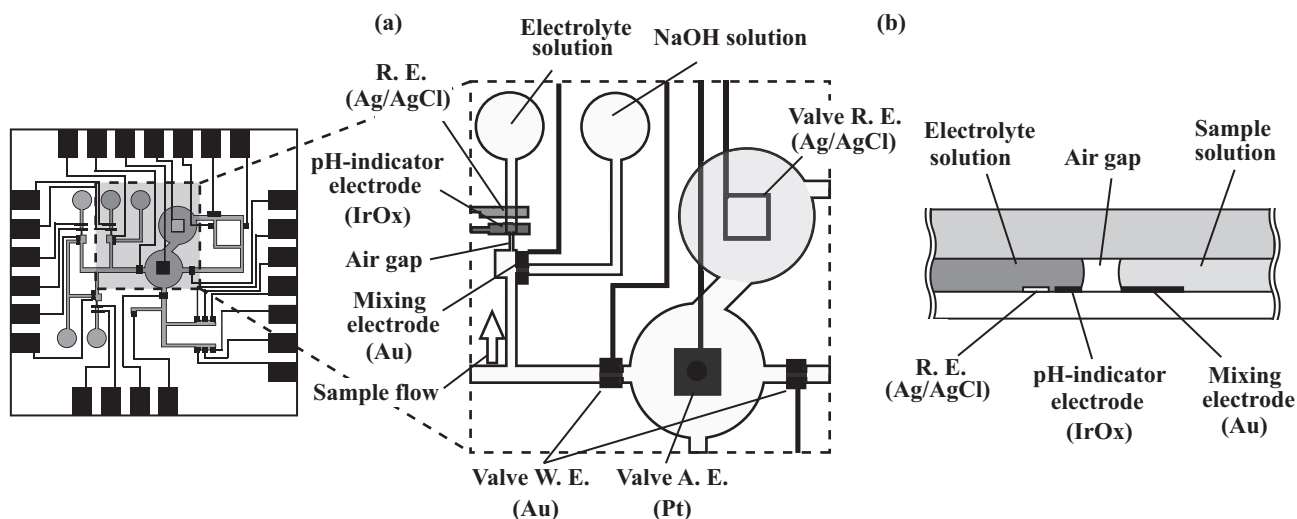 (a)
Electrolyte
solution
NaOH solution
R. E.
(Ag/AgCl)
Valve R. E.
(Ag/AgCl)
pH-indicator
electrode
(IrOx)
Air gap
Mixing
electrode
(Au)
Sample flow
Valve W. E.
(Au)
Valve A. E.
(Pt)
(b)
Electrolyte
solution
Air gap
Sample
solution
R. E.
(Ag/AgCl)
pH-indicator
electrode
(IrOx)
Mixing
electrode
(Au)